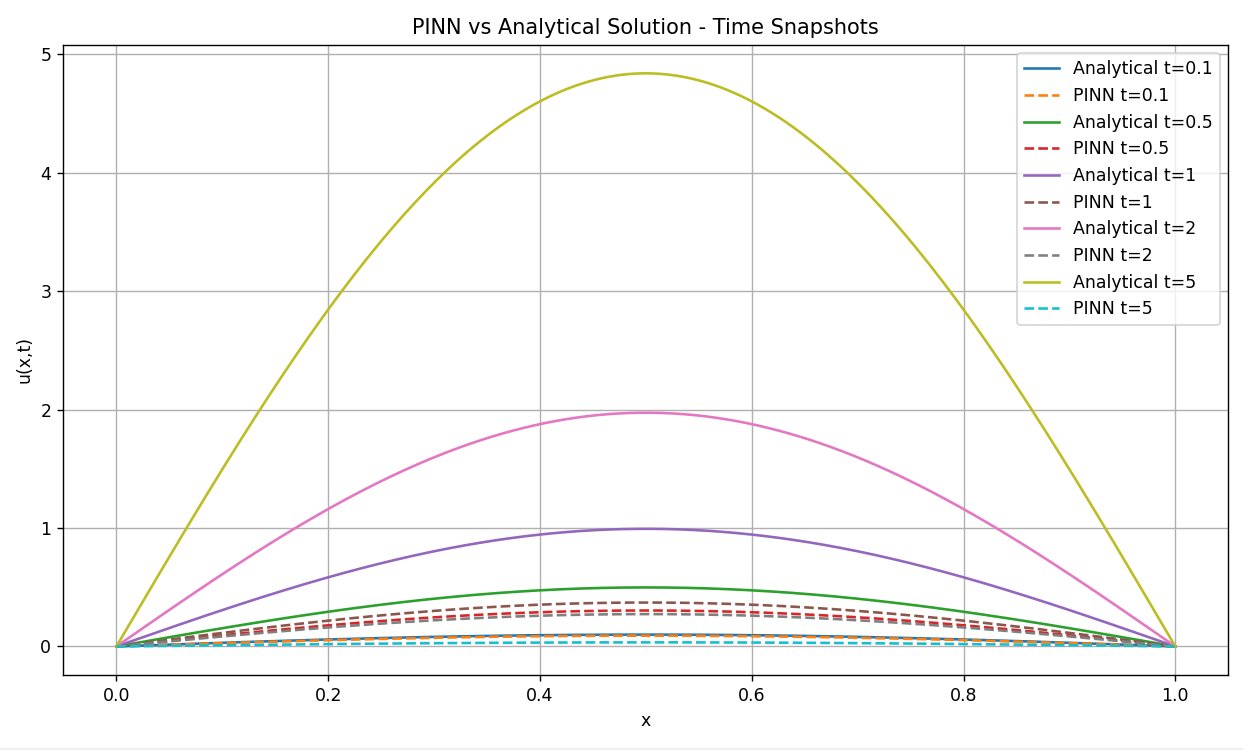 PINN vs Analytical Solution - Time Snapshots
5
4
3
2
1
0
u(x,t)
0.0 0.2 0.4 0.6 0.8 1.0
x
Analytical t=0.1
PINN t=0.1
Analytical t=0.5
PINN t=0.5
Analytical t=1
PINN t=1
Analytical t=2
PINN t=2
Analytical t=5
PINN t=5